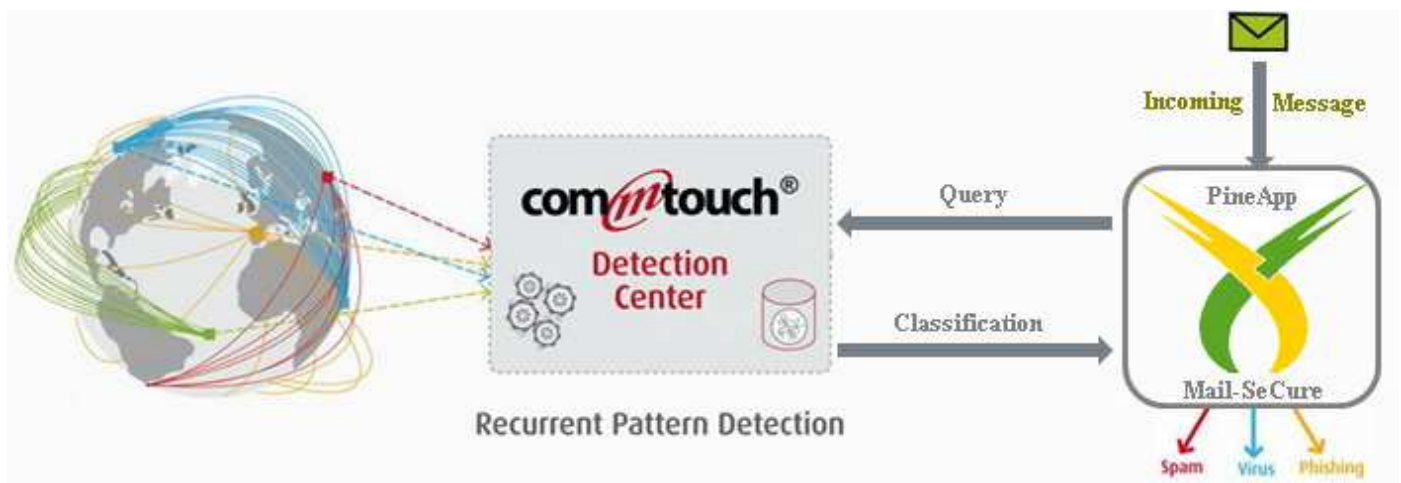 Incoming Message
commtouch®
Detection
Center
Query
PineApp
Classification
Mail-SeCure
Recurrent Pattern Detection
Spam Virus Phishing